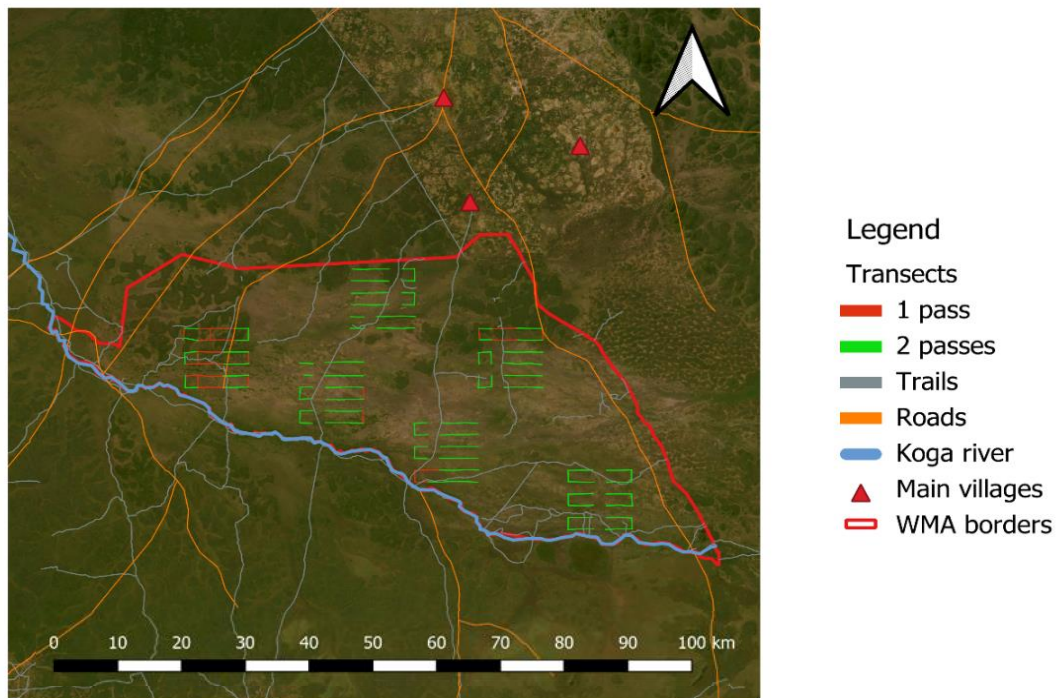 Legend
Transects
1 pass
2 passes
Trails
Roads
Koga river
Main villages
WMA borders
0 10 20 30 40 50 60 70 80 90 100 km